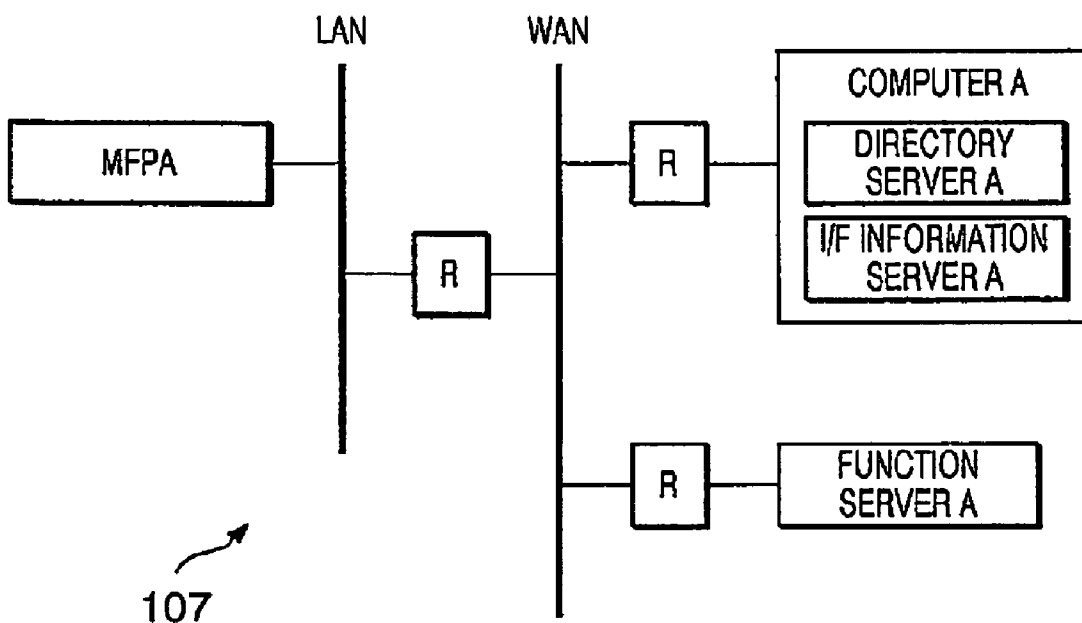 LAN
WAN
MFPA
R
R
R
COMPUTER A
DIRECTORY
SERVER A
I/F INFORMATION
SERVER A
FUNCTION
SERVER A
107